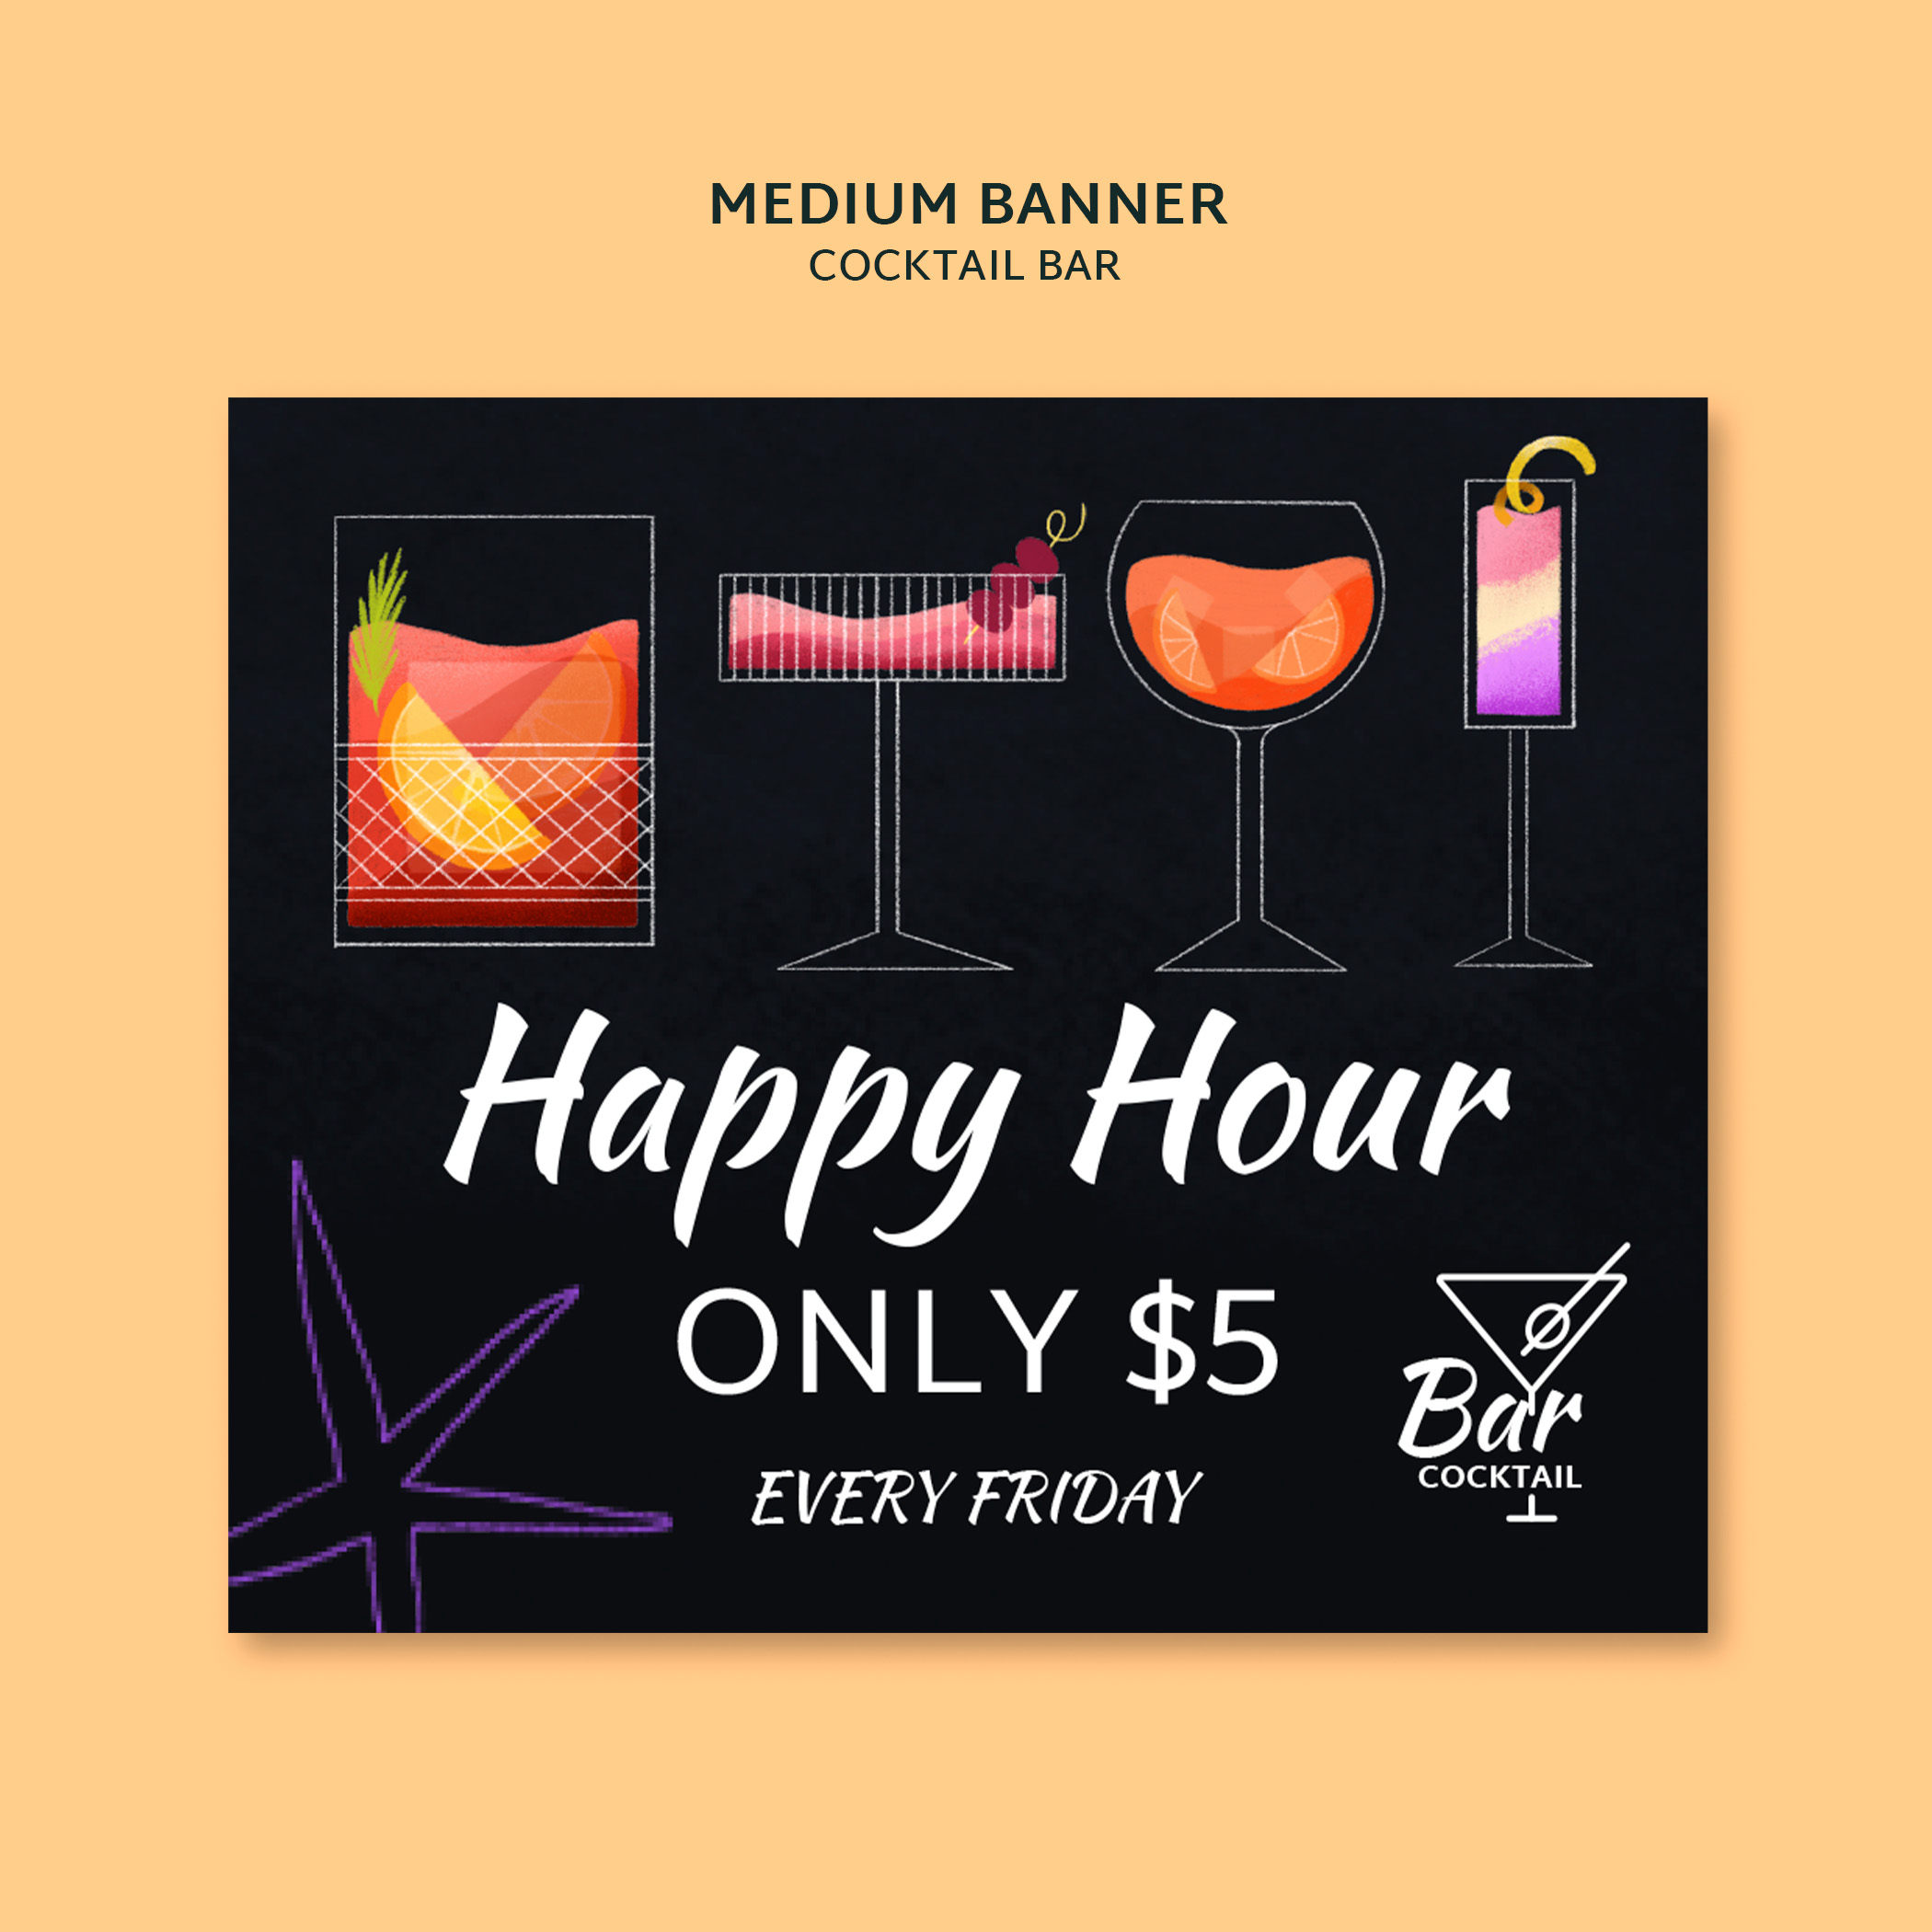 MEDIUM BANNER
COCKTAIL BAR
Happy Hour
ONLY $5
EVERY FRIDAY
Bar
COCKTAIL